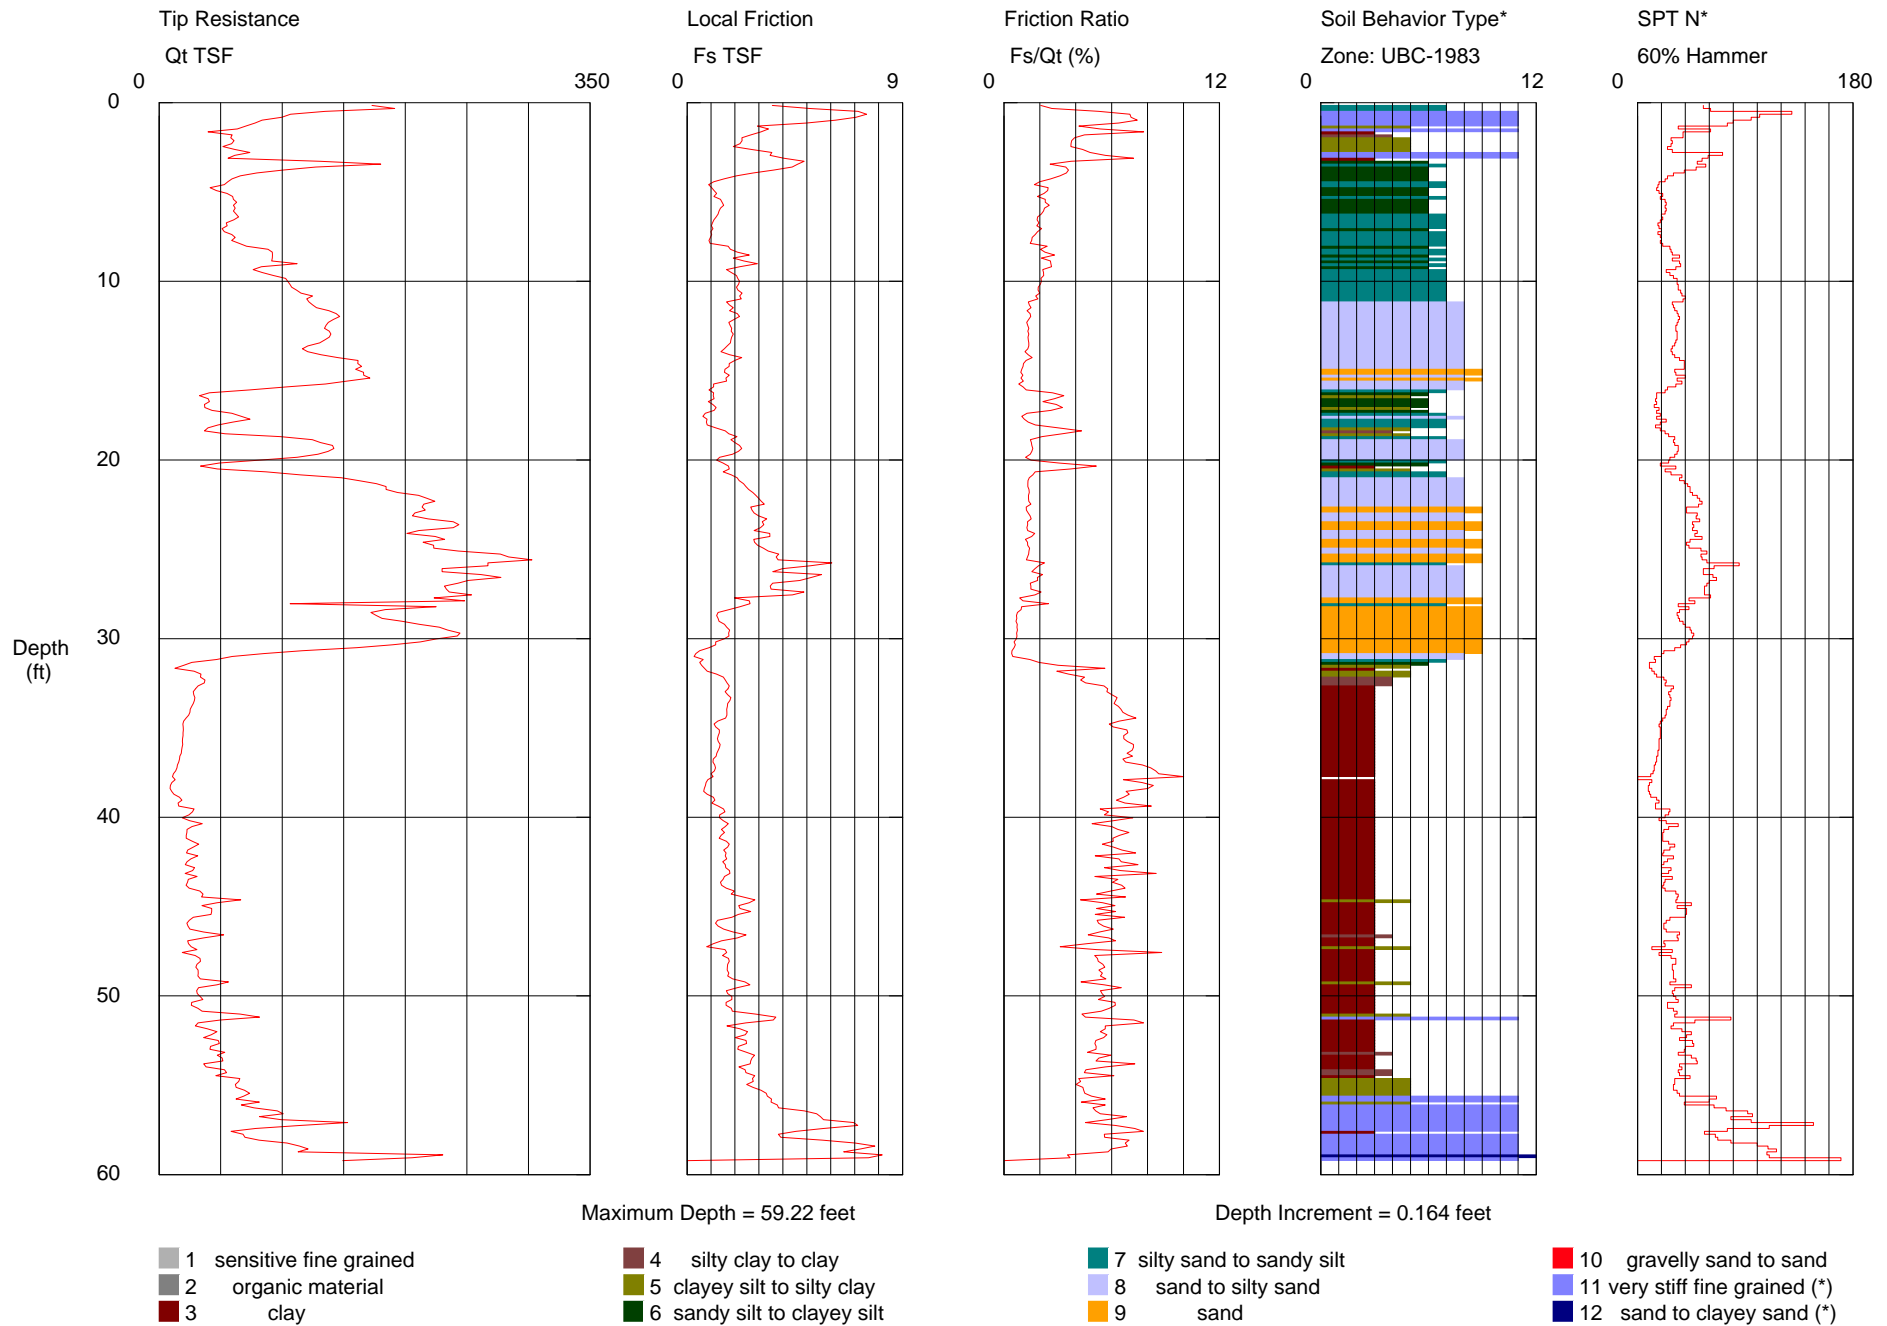 Tip Resistance Local Friction Friction Ratio Soil Behavior Type* SPT N*
Qt TSF Fs TSF Fs/Qt (%) Zone: UBC-1983 60% Hammer
0 350 0 9 0 12 0 12 0 180
0
10
20
30
Depth
(ft)
40
50
60
Maximum Depth = 59.22 feet Depth Increment = 0.164 feet
1 sensitive fine grained 4 silty clay to clay 7 silty sand to sandy silt 10 gravelly sand to sand
2 organic material 5 clayey silt to silty clay 8 sand to silty sand 11 very stiff fine grained (*)
3 clay 6 sandy silt to clayey silt 9 sand 12 sand to clayey sand (*)